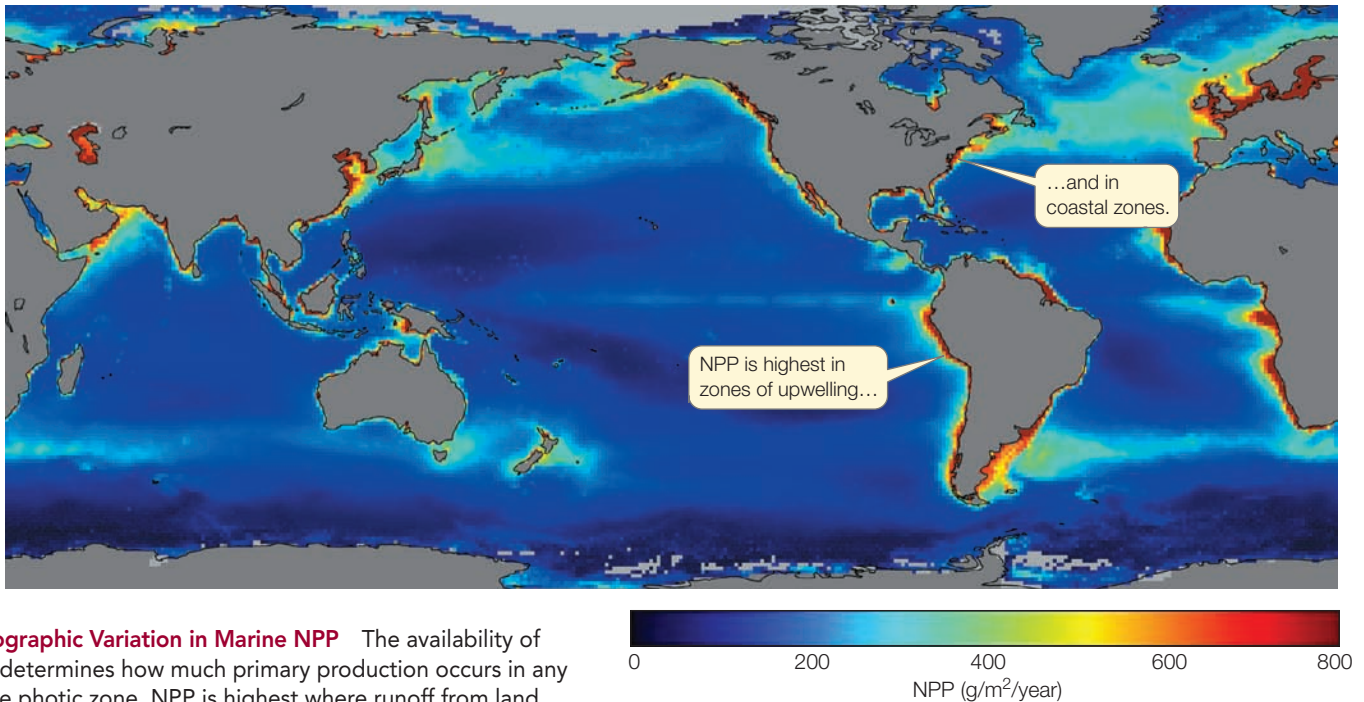 …and in
coastal zones.
NPP is highest in
zones of upwelling…
ographic Variation in Marine NPP The availability of
determines how much primary production occurs in any
e photic zone. NPP is highest where runoff from land
0 200 400 600 800
NPP (g/m²/year)